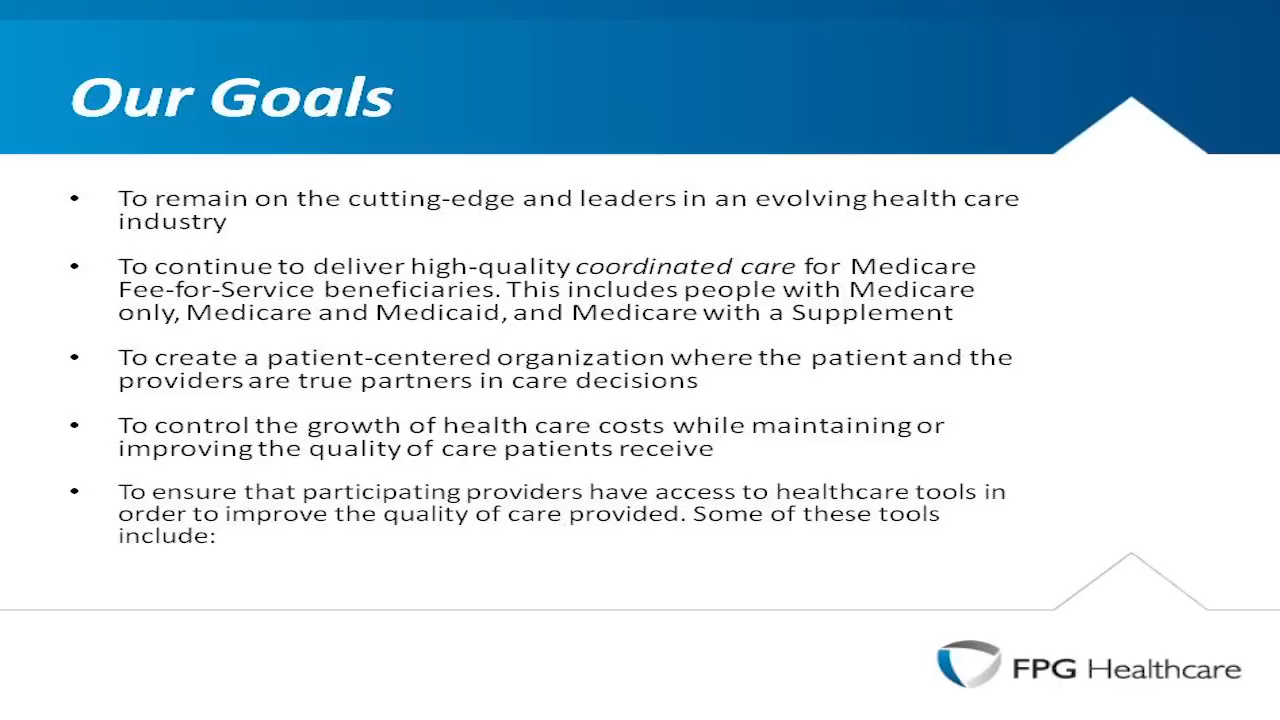 Our Goals
• To remain on the cutting-edge and leaders in an evolving health care
industry
• To continue to deliver high-quality coordinated care for Medicare
Fee-for-Service beneficiaries. This includes people with Medicare
only, Medicare and Medicaid, and Medicare with a Supplement
• To create a patient-centered organization where the patient and the
providers are true partners in care decisions
• To control the growth of health care costs while maintaining or
improving the quality of care patients receive
• To ensure that participating providers have access to healthcare tools in
order to improve the quality of care provided. Some of these tools
include:
FPG Healthcare